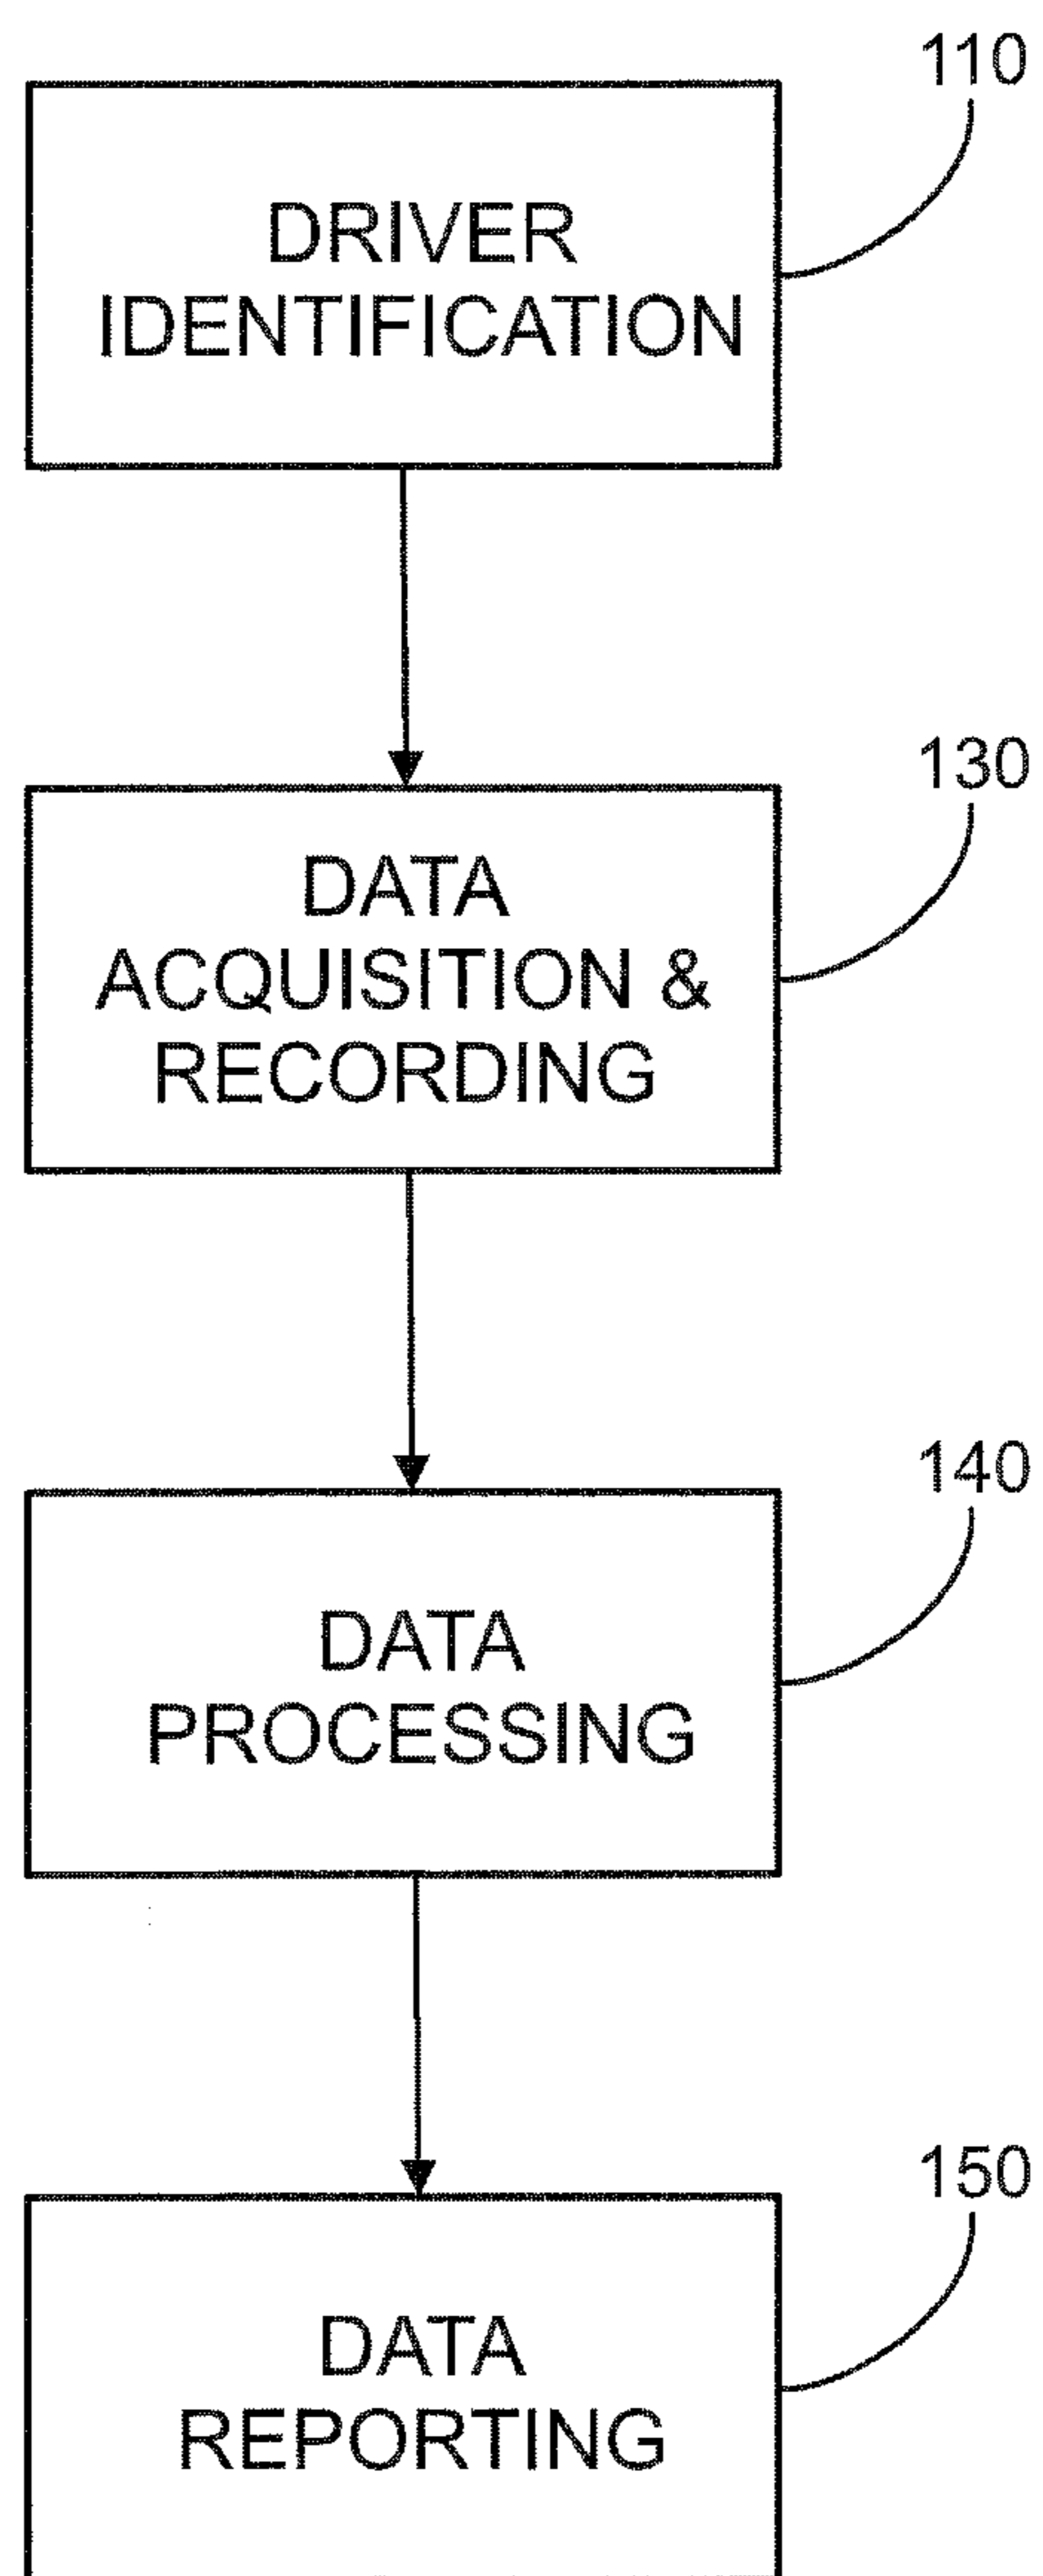 110
DRIVER
IDENTIFICATION
130
DATA
ACQUISITION &
RECORDING
140
DATA
PROCESSING
150
DATA
REPORTING